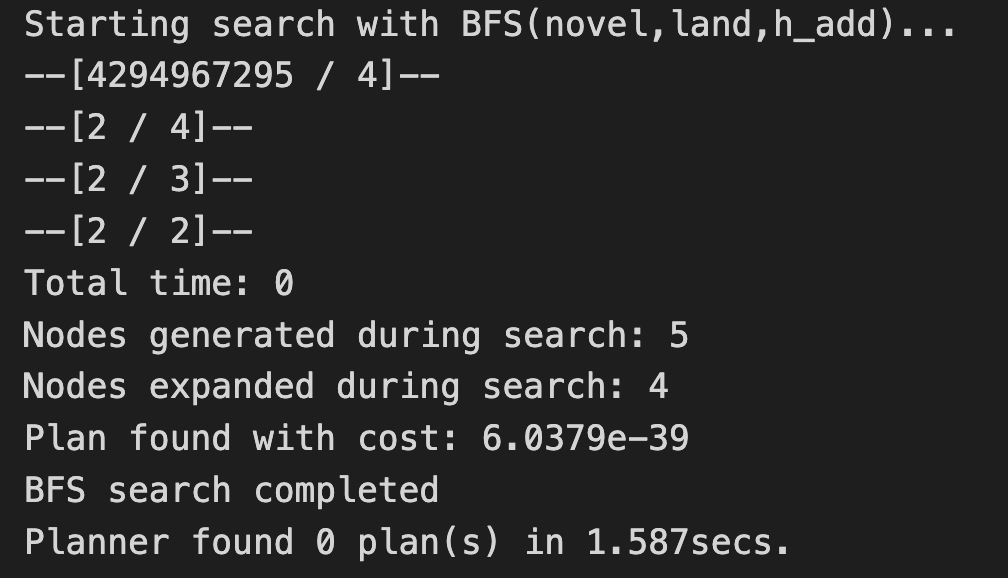 Starting search with BFS(novel,land,h_add)...
--[4294967295 / 4]--
--[2 / 4]--
--[2 / 3]--
--[2 / 2]--
Total time: 0
Nodes generated during search: 5
Nodes expanded during search: 4
Plan found with cost: 6.0379e-39
BFS search completed
Planner found 0 plan(s) in 1.587secs.